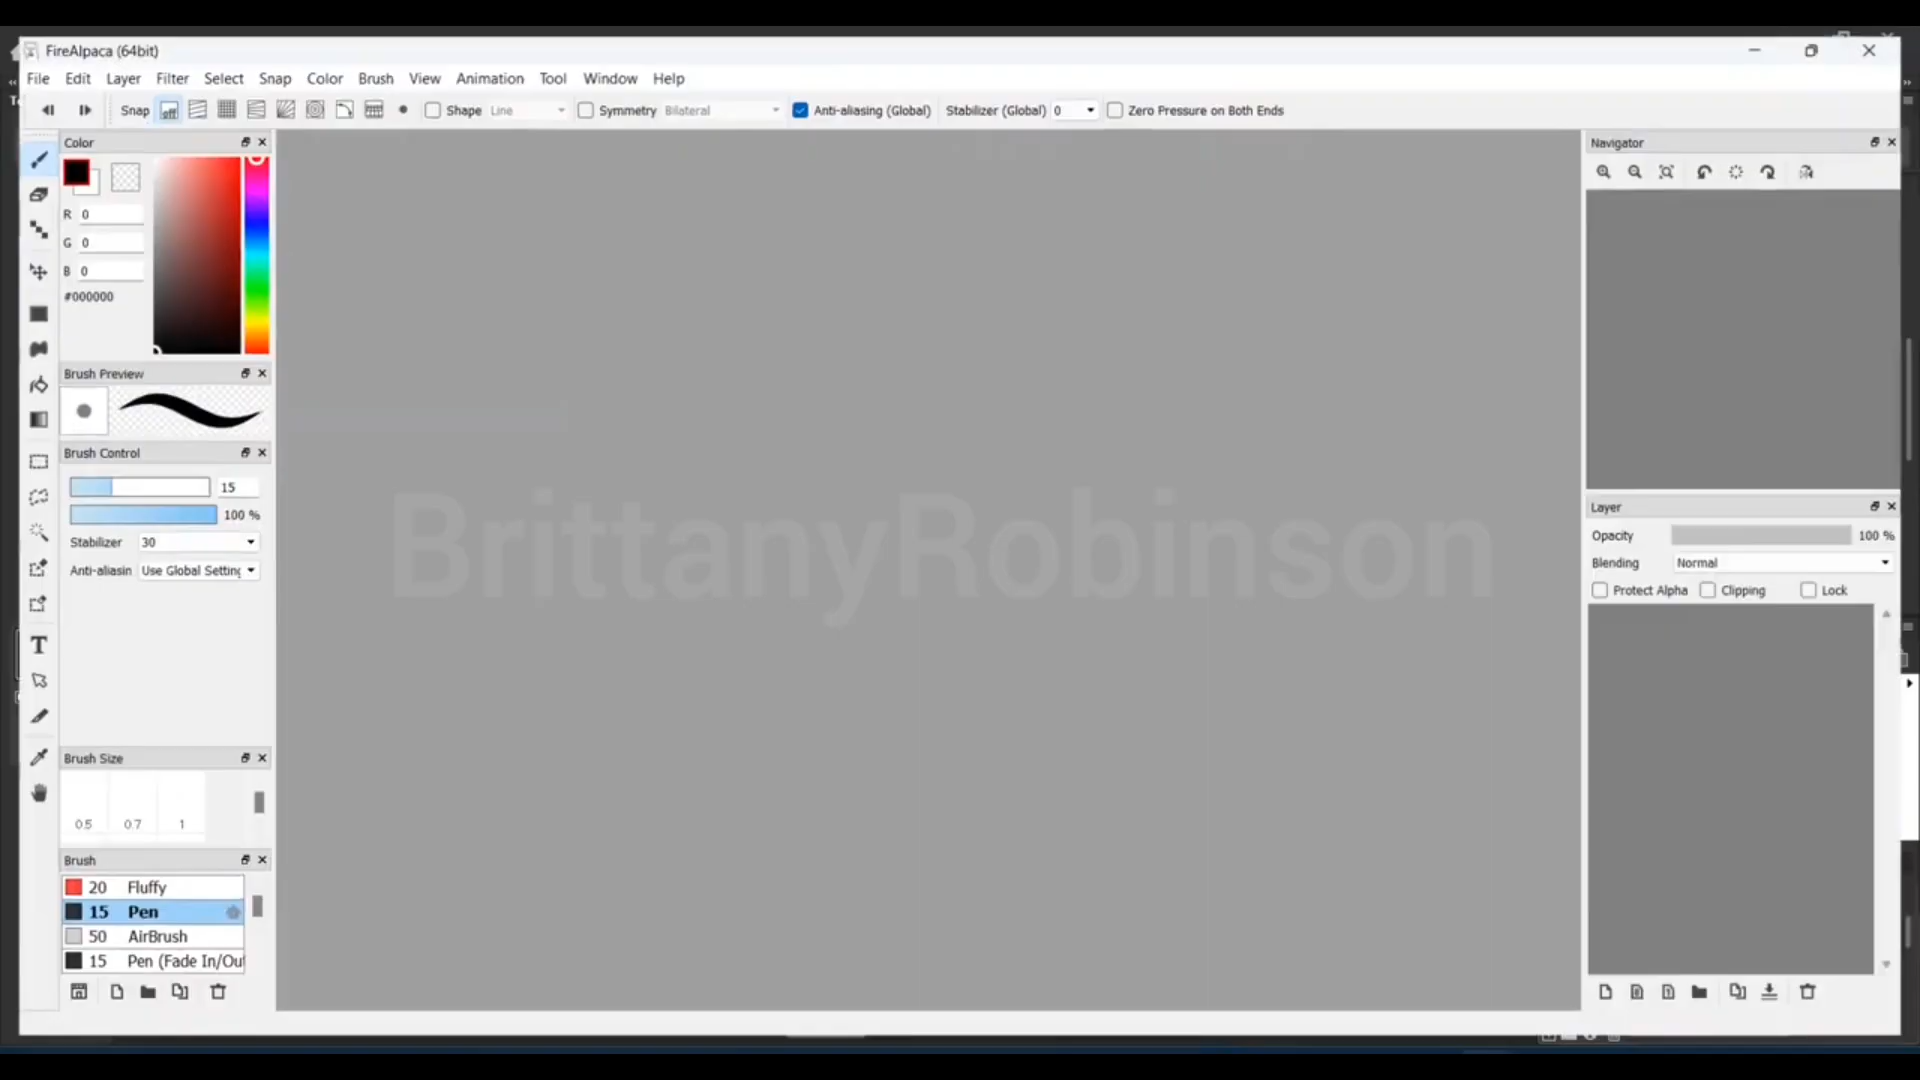 FireAlpaca (64bit)
File Edit Layer Filter Select Snap Color Brush View Animation Tool Window Help
Snap off Shape Line Symmetry Bilateral Anti-aliasing (Global) Stabilizer (Global) 0 Zero Pressure on Both Ends
Color
R 0
G 0
B 0
#000000
Brush Preview
Brush Control
15
100 %
Stabilizer 30
Anti-aliasin Use Global Setting
Brush Size
0.5 0.7 1
Brush
20 Fluffy
15 Pen
50 AirBrush
15 Pen (Fade In/Ou
BrittanyRobinson
Navigator
Layer
Opacity 100 %
Blending Normal
Protect Alpha Clipping Lock